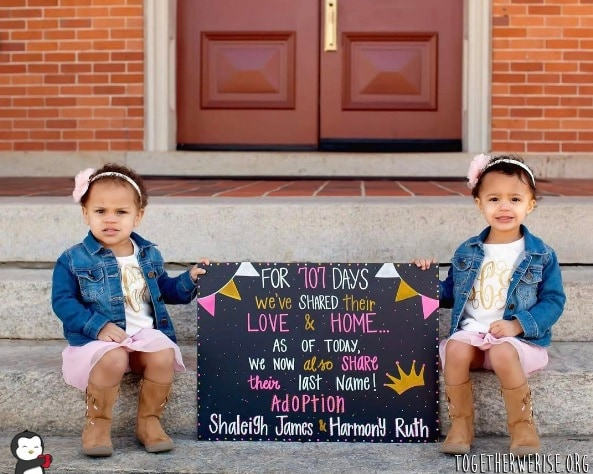 FOR 707 DAYS
WE'VE SHARED their
LOVE & HOME...
AS OF TODAY,
WE NOW also SHARE
their last NAME!
AdOPTION
Shaleigh James & Harmony Ruth
TOGETHERWERISE.ORG